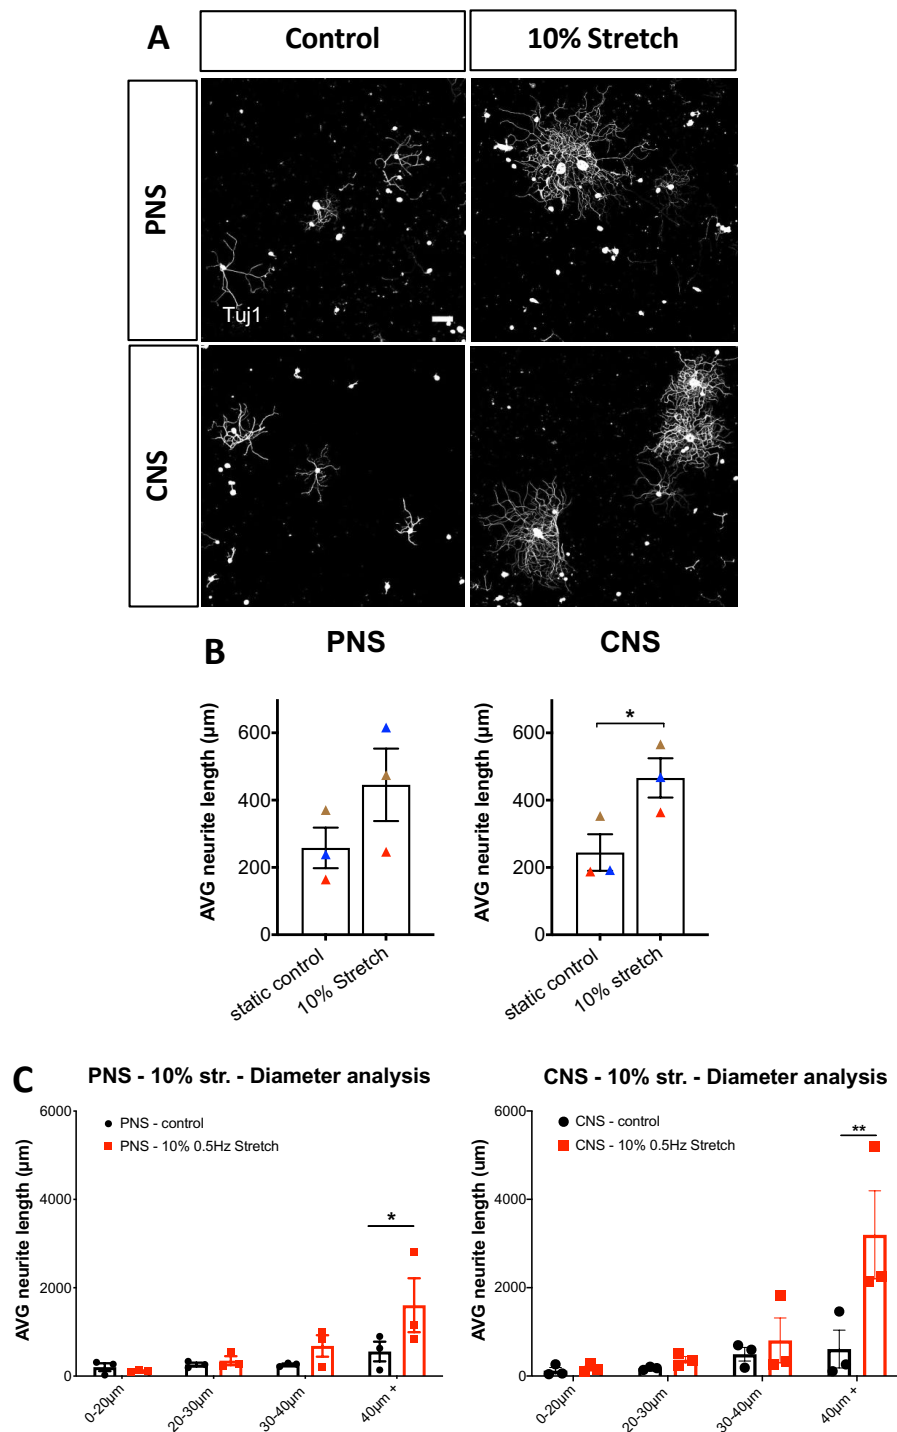 A
Control
10% Stretch
PNS
Tuj1
CNS
B
PNS
CNS
AVG neurite length (µm)
600
400
200
0
static control
10% Stretch
AVG neurite length (µm)
600
400
200
0
*
static control
10% stretch
C
PNS - 10% str. - Diameter analysis
AVG neurite length (µm)
6000
4000
2000
0
PNS - control
PNS - 10% 0.5Hz Stretch
*
0-20µm
20-30µm
30-40µm
40µm +
CNS - 10% str. - Diameter analysis
AVG neurite length (um)
6000
4000
2000
0
CNS - control
CNS - 10% 0.5Hz Stretch
**
0-20µm
20-30µm
30-40µm
40µm +